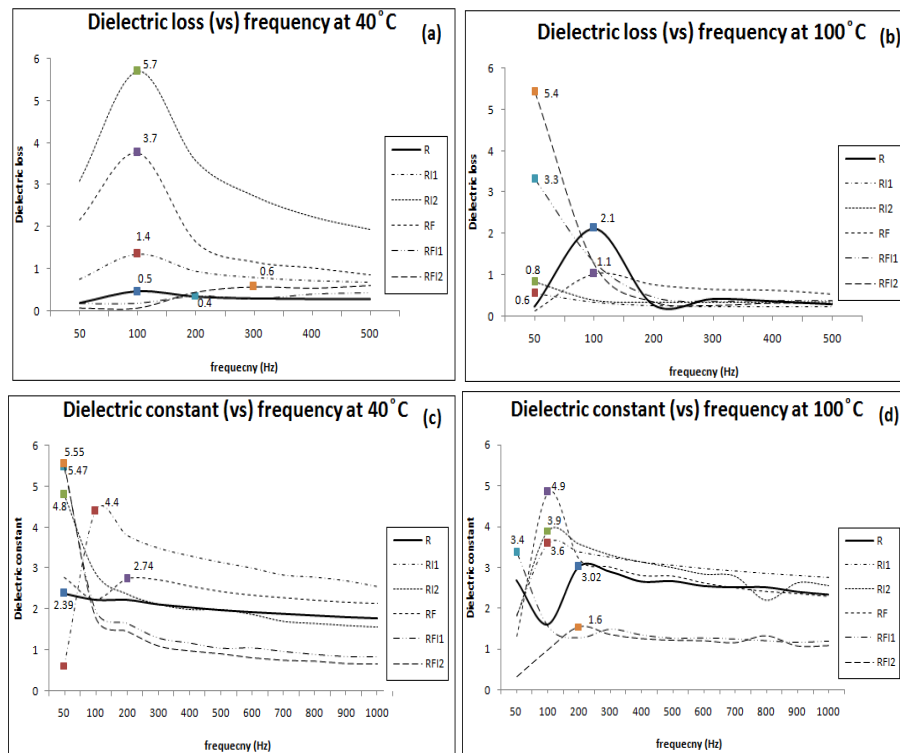 Dielectric loss (vs) frequency at 40˚C
(a)
Dielectric loss
6
5
4
3
2
1
0
5.7
3.7
1.4
0.5
0.4
0.6
50 100 200 300 400 500
frequecny (Hz)
R
RI1
RI2
RF
RFI1
RFI2
Dielectric loss (vs) frequency at 100˚C
(b)
Dielectric loss
6
5
4
3
2
1
0
5.4
3.3
2.1
1.1
0.8
0.6
50 100 200 300 400 500
frequecny (Hz)
R
RI1
RI2
RF
RFI1
RFI2
Dielectric constant (vs) frequency at 40˚C
(c)
Dielectric constant
6
5
4
3
2
1
0
5.55
5.47
4.8
4.4
2.74
2.39
50 100 200 300 400 500 600 700 800 900 1000
frequecny (Hz)
R
RI1
RI2
RF
RFI1
RFI2
Dielectric constant (vs) frequency at 100˚C
(d)
Dielectric constant
6
5
4
3
2
1
0
4.9
3.9
3.4
3.6
3.02
1.6
50 100 200 300 400 500 600 700 800 900 1000
frequecny (Hz)
R
RI1
RI2
RF
RFI1
RFI2